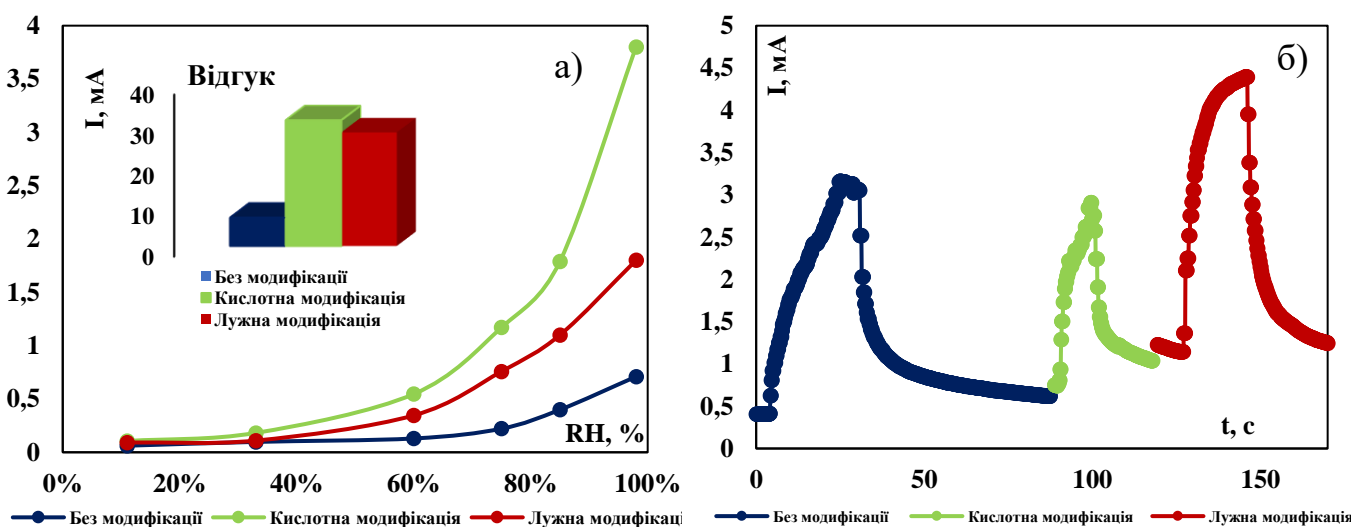 4
3,5
3
2,5
2
1,5
1
0,5
0
I, мА
а)
Відгук
40
30
20
10
0
Без модифікації
Кислотна модифікація
Лужна модифікація
RH, %
0% 20% 40% 60% 80% 100%
Без модифікації Кислотна модифікація Лужна модифікаці
5
4,5
4
3,5
3
2,5
2
1,5
1
0,5
0
I, мА
б)
t, с
0 50 100 150
Без модифікації Кислотна модифікація Лужна модифікація